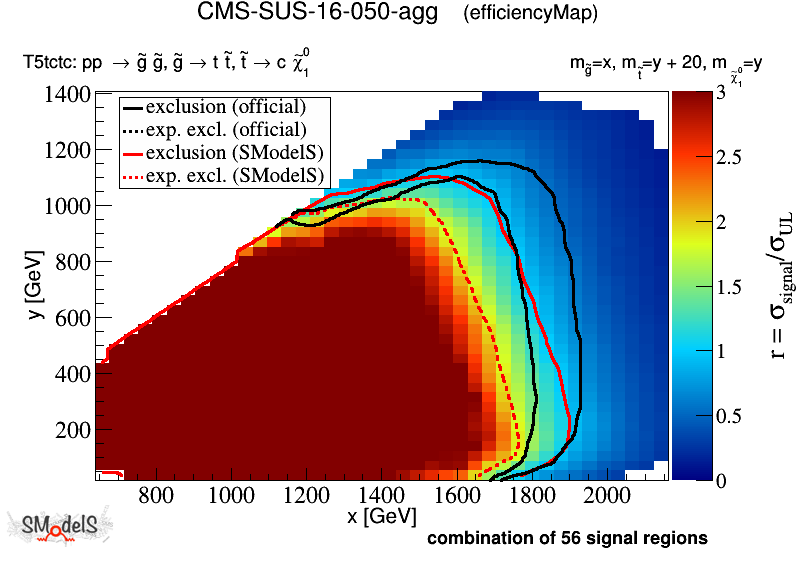 CMS-SUS-16-050-agg (efficiencyMap)
T5tctc: pp → g̃ g̃, g̃ → t t̃, t̃ → c χ̃₁⁰
m_g̃=x, m_t̃=y + 20, m_χ̃₁⁰=y
exclusion (official)
exp. excl. (official)
exclusion (SModelS)
exp. excl. (SModelS)
1400
1200
1000
800
600
400
200
y [GeV]
800 1000 1200 1400 1600 1800 2000
x [GeV]
3
2.5
2
1.5
1
0.5
0
r = σ_signal/σ_UL
SModelS
combination of 56 signal regions